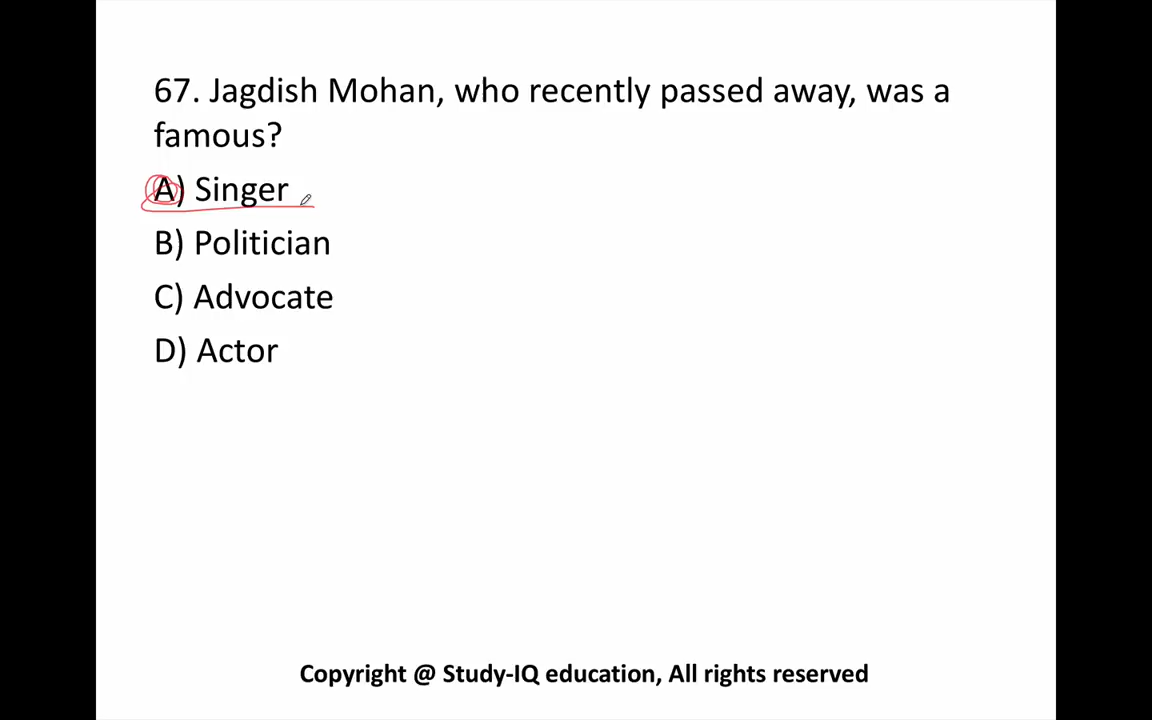 67. Jagdish Mohan, who recently passed away, was a
famous?
A) Singer
B) Politician
C) Advocate
D) Actor
Copyright @ Study-IQ education, All rights reserved